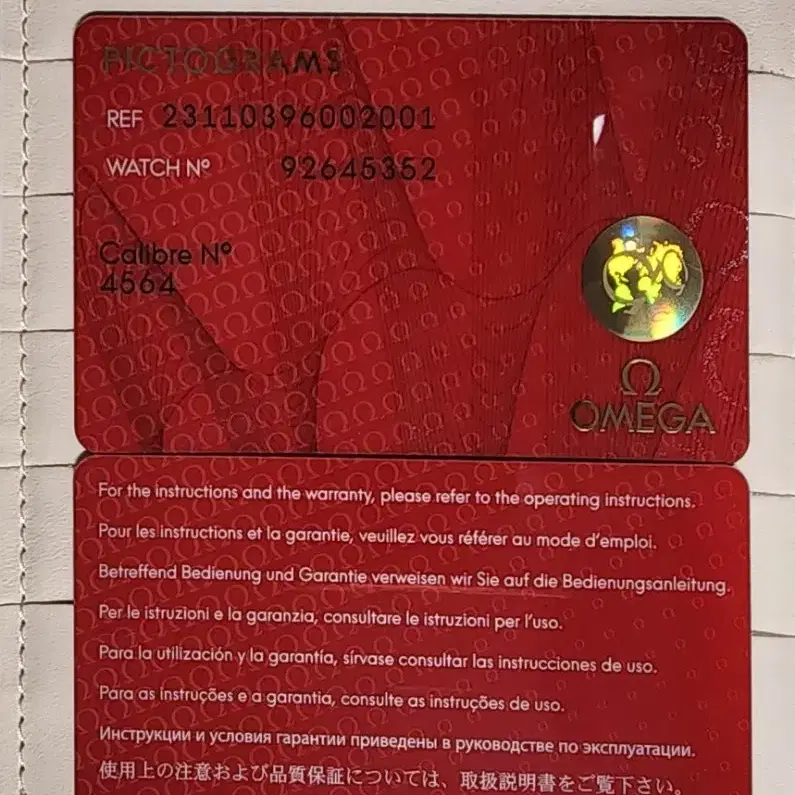 PICTOGRAMS
REF 23110396002001
WATCH Nº 92645352
Calibre Nº
4564
Ω
OMEGA
For the instructions and the warranty, please refer to the operating instructions.
Pour les instructions et la garantie, veuillez vous référer au mode d'emploi.
Betreffend Bedienung und Garantie verweisen wir Sie auf die Bedienungsanleitung.
Per le istruzioni e la garanzia, consultare le istruzioni per l'uso.
Para la utilización y la garantía, sírvase consultar las instrucciones de uso.
Para as instruções e a garantia, consulte as instruções de uso.
Инструкции и условия гарантии приведены в руководстве по эксплуатации.
使用上の注意および品質保証については、取扱説明書をご覧下さい。